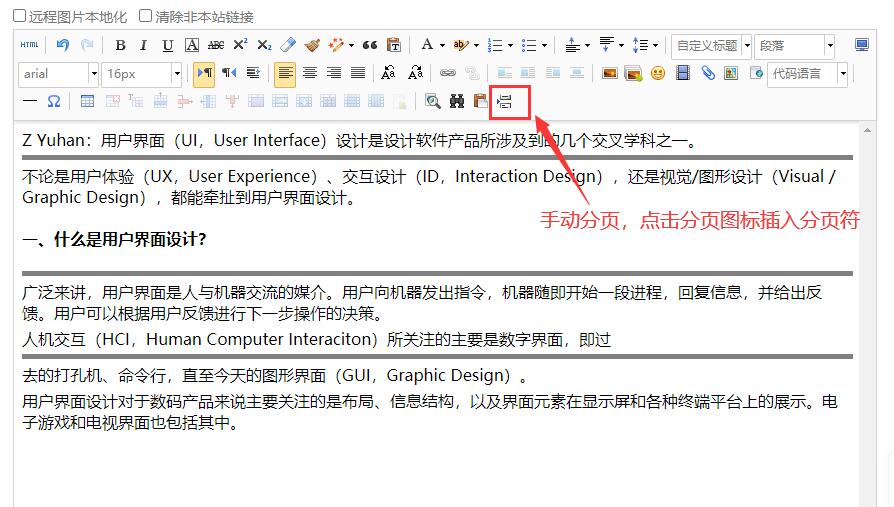 远程图片本地化 清除非本站链接
HTML B I U A ABC X² X₂ A ab 自定义标题 段落
arial 16px 代码语言
Z Yuhan：用户界面（UI，User Interface）设计是设计软件产品所涉及到的几个交叉学科之一。
不论是用户体验（UX，User Experience）、交互设计（ID，Interaction Design），还是视觉/图形设计（Visual /
Graphic Design），都能牵扯到用户界面设计。
手动分页，点击分页图标插入分页符
一、什么是用户界面设计？
广泛来讲，用户界面是人与机器交流的媒介。用户向机器发出指令，机器随即开始一段进程，回复信息，并给出反
馈。用户可以根据用户反馈进行下一步操作的决策。
人机交互（HCI，Human Computer Interaciton）所关注的主要是数字界面，即过
去的打孔机、命令行，直至今天的图形界面（GUI，Graphic Design）。
用户界面设计对于数码产品来说主要关注的是布局、信息结构，以及界面元素在显示屏和各种终端平台上的展示。电
子游戏和电视界面也包括其中。